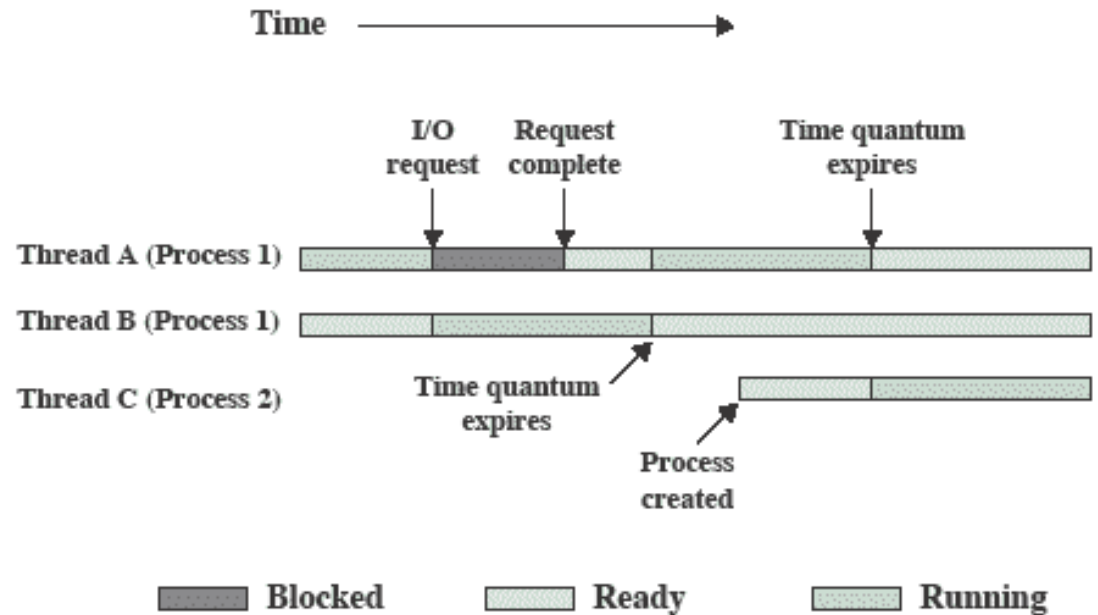 Time
I/O
request
Request
complete
Time quantum
expires
Thread A (Process 1)
Thread B (Process 1)
Time quantum
expires
Thread C (Process 2)
Process
created
Blocked
Ready
Running